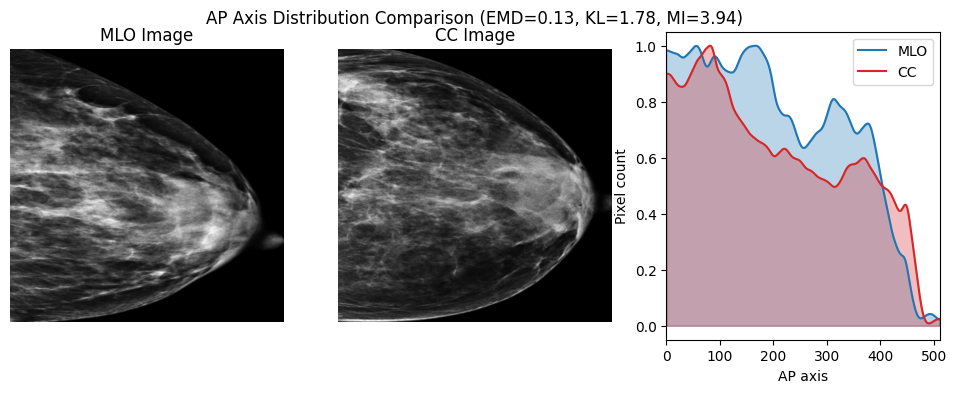 AP Axis Distribution Comparison (EMD=0.13, KL=1.78, MI=3.94)
MLO Image
CC Image
MLO
CC
Pixel count
1.0
0.8
0.6
0.4
0.2
0.0
0 100 200 300 400 500
AP axis